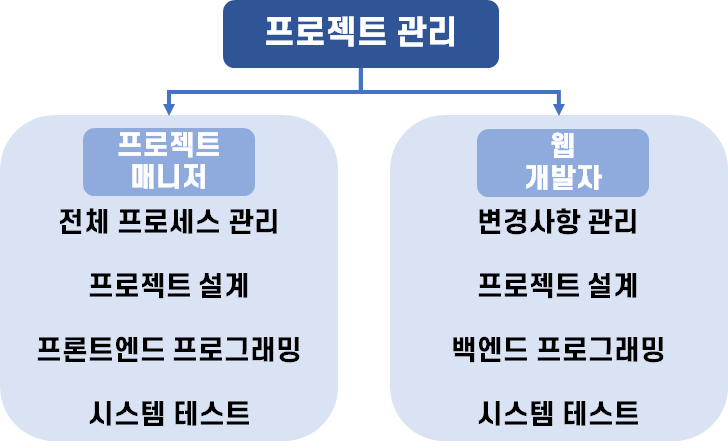 프로젝트 관리
프로젝트
매니저
전체 프로세스 관리
프로젝트 설계
프론트엔드 프로그래밍
시스템 테스트
웹
개발자
변경사항 관리
프로젝트 설계
백엔드 프로그래밍
시스템 테스트